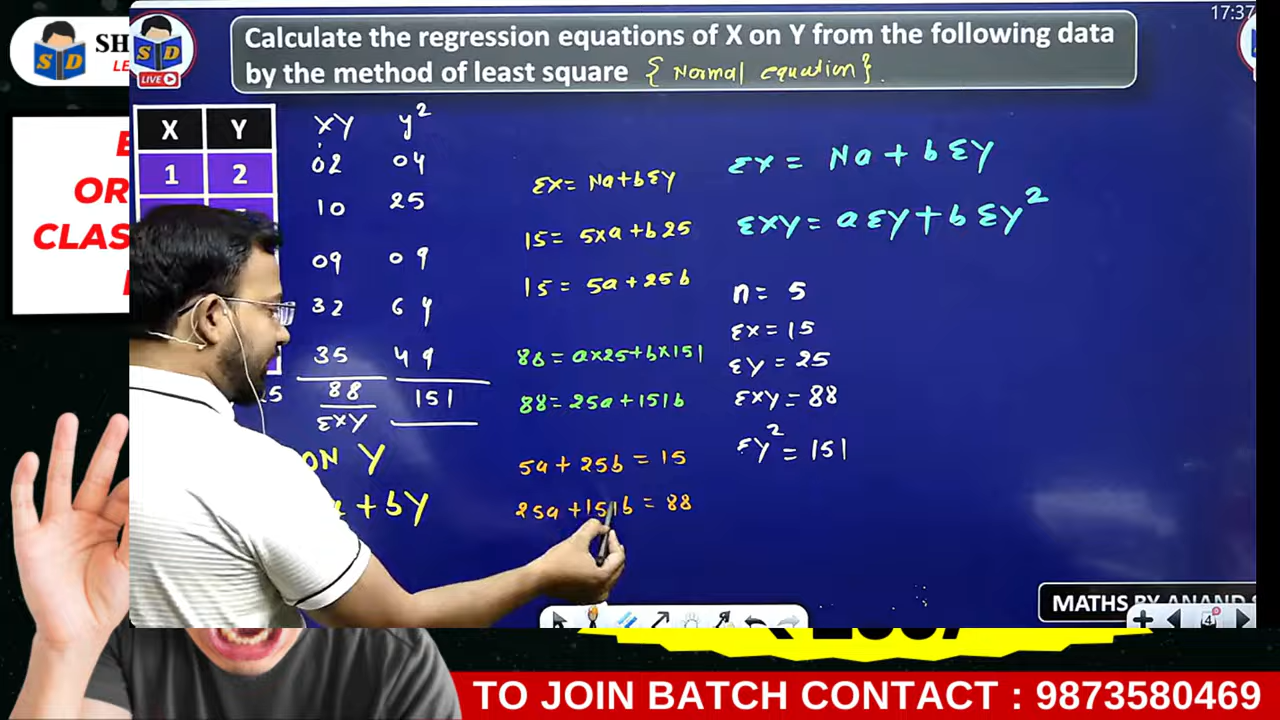 17:37
SH
LE
S D
S D
LIVE
Calculate the regression equations of X on Y from the following data
by the method of least square { Normal equation }.
X Y XY y²
1 2 02 04
10 25
09 09
32 64
35 49
25 88 151
ΣXY
ON Y
+ bY
ΣX = Na + bΣY
15 = 5xa + b25
15 = 5a + 25b
88 = ax25 + bx151
88 = 25a + 151b
5a + 25b = 15
25a + 151b = 88
ΣX = Na + bΣY
ΣXY = aΣY + bΣY²
n = 5
Σx = 15
ΣY = 25
ΣXY = 88
ΣY² = 151
OR
CLAS
MATHS BY ANAND
TO JOIN BATCH CONTACT : 9873580469